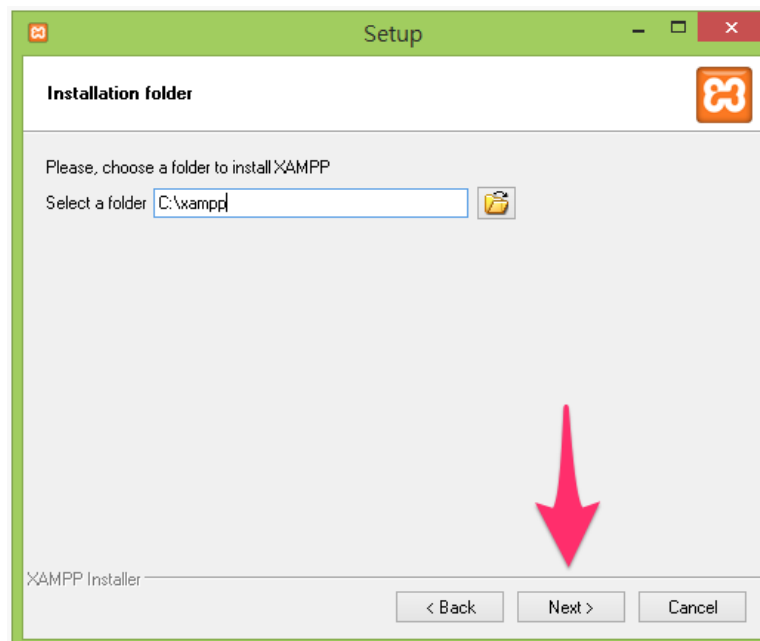 Setup
Installation folder
Please, choose a folder to install XAMPP
Select a folder C:\xampp
XAMPP Installer
< Back Next > Cancel